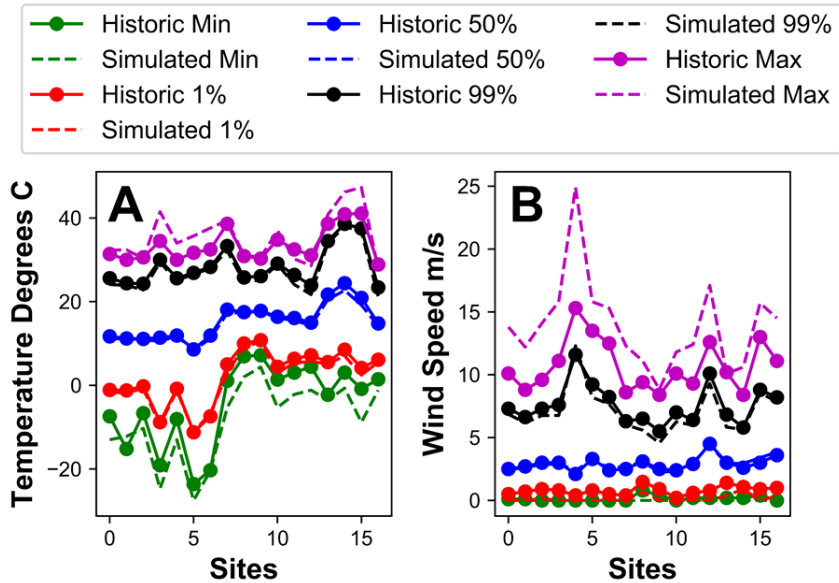 Historic Min
Simulated Min
Historic 1%
Simulated 1%
Historic 50%
Simulated 50%
Historic 99%
Simulated 99%
Historic Max
Simulated Max
A
Temperature Degrees C
40
20
0
−20
0
5
10
15
Sites
B
Wind Speed m/s
25
20
15
10
5
0
0
5
10
15
Sites